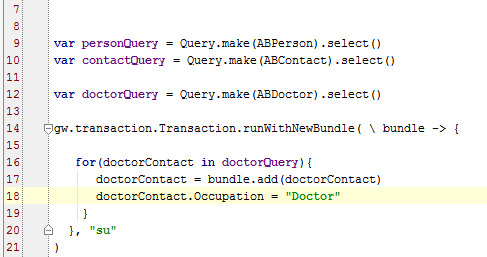 7
8
9 var personQuery = Query.make(ABPerson).select()
10 var contactQuery = Query.make(ABContact).select()
11
12 var doctorQuery = Query.make(ABDoctor).select()
13
14 gw.transaction.Transaction.runWithNewBundle( \ bundle -> {
15
16 for(doctorContact in doctorQuery){
17 doctorContact = bundle.add(doctorContact)
18 doctorContact.Occupation = "Doctor"
19 }
20 }, "su"
21 )